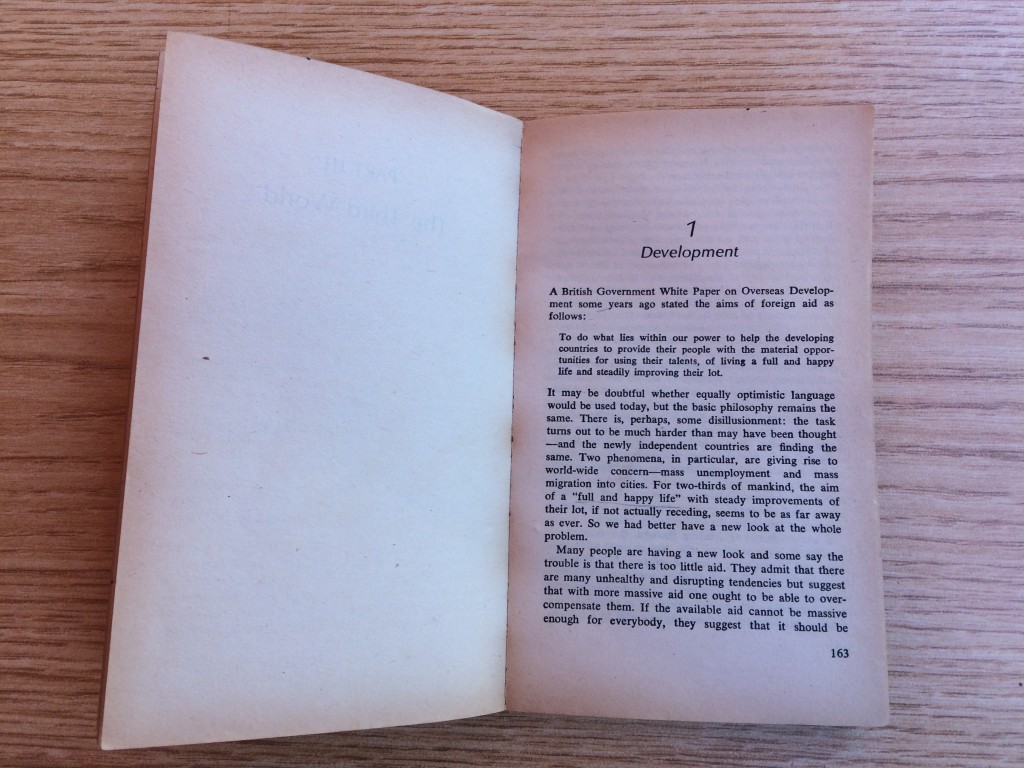 1
Development
A British Government White Paper on Overseas Develop-
ment some years ago stated the aims of foreign aid as
follows:
To do what lies within our power to help the developing
countries to provide their people with the material oppor-
tunities for using their talents, of living a full and happy
life and steadily improving their lot.
It may be doubtful whether equally optimistic language
would be used today, but the basic philosophy remains the
same. There is, perhaps, some disillusionment: the task
turns out to be much harder than may have been thought
—and the newly independent countries are finding the
same. Two phenomena, in particular, are giving rise to
world-wide concern—mass unemployment and mass
migration into cities. For two-thirds of mankind, the aim
of a "full and happy life" with steady improvements of
their lot, if not actually receding, seems to be as far away
as ever. So we had better have a new look at the whole
problem.
Many people are having a new look and some say the
trouble is that there is too little aid. They admit that there
are many unhealthy and disrupting tendencies but suggest
that with more massive aid one ought to be able to over-
compensate them. If the available aid cannot be massive
enough for everybody, they suggest that it should be
163